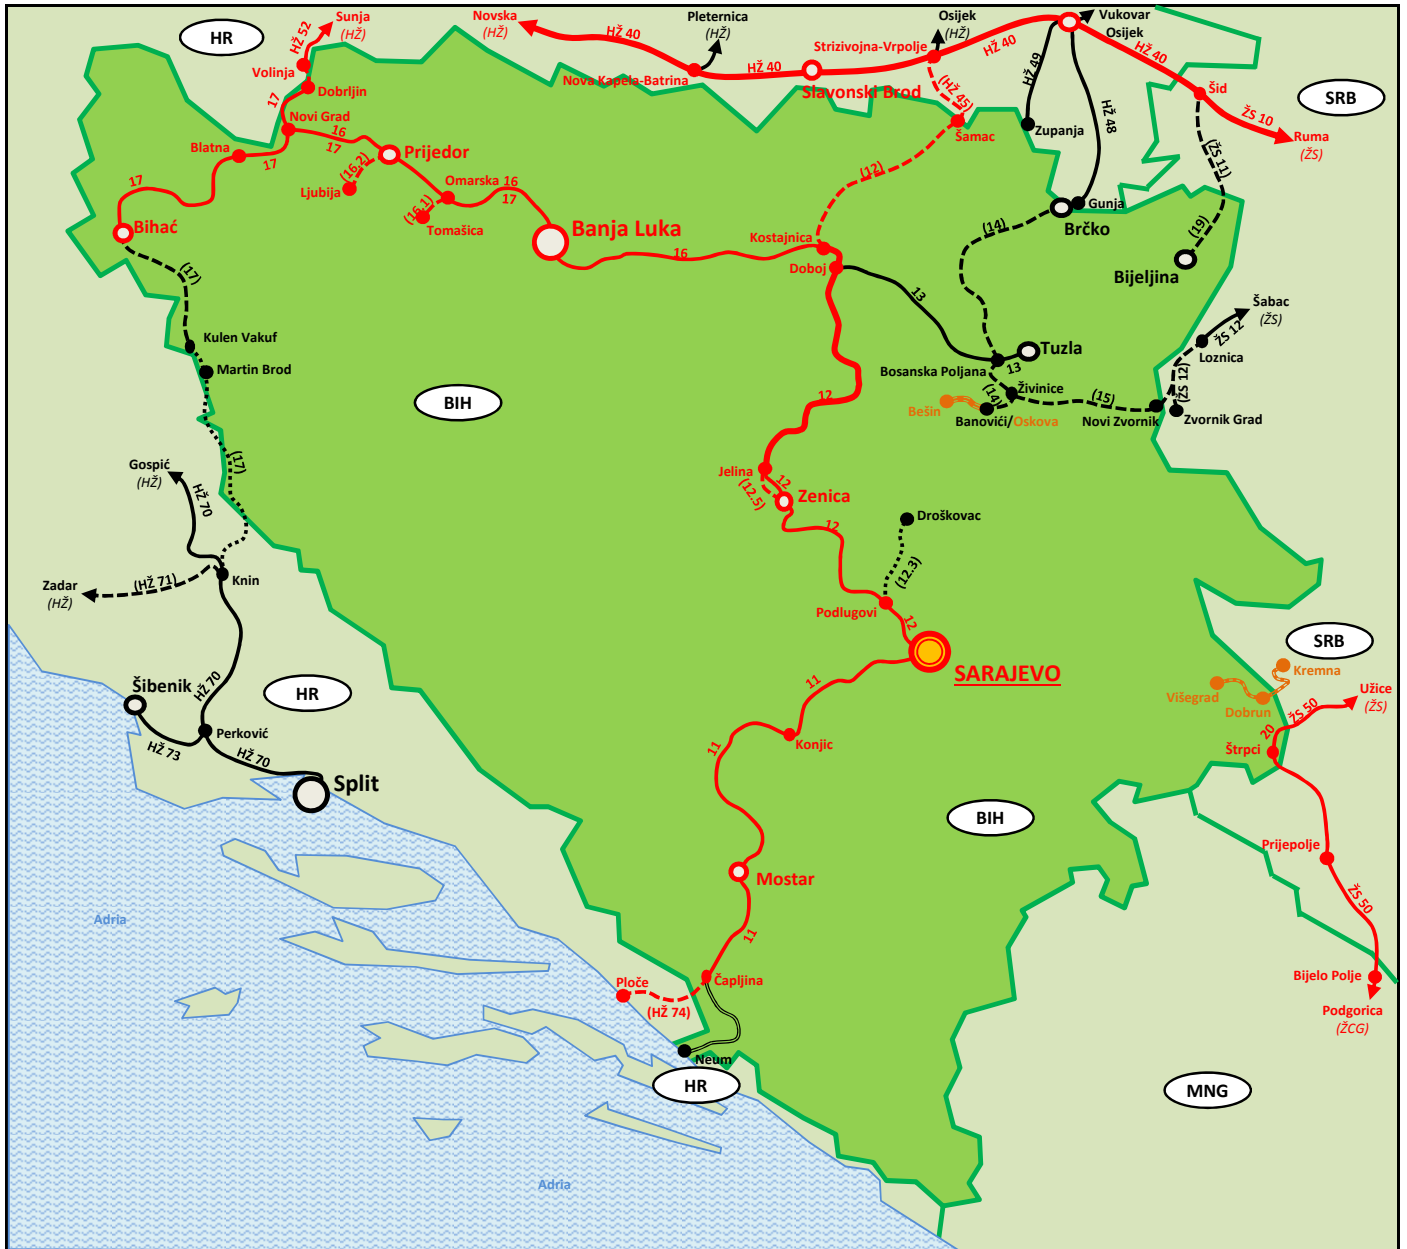 Sunja
(HŽ)
HŽ 52
Novska
(HŽ)
HŽ 40
Pleternica
(HŽ)
Osijek
(HŽ)
Vukovar
Osijek
HR
Volinja
Strizivojna-Vrpolje
HŽ 40
HŽ 40
HŽ 40
HŽ 40
HŽ 49
Nova Kapela-Batrina
Slavonski Brod
(HŽ 45)
HŽ 48
Šid
SRB
Dobrljin
17
ŽS 10
Ruma
(ŽS)
Novi Grad
16
17
Županja
Šamac
(ŽS 11)
Blatna
17
Prijedor
(16.2)
Ljubija
(12)
17
Omarska
16
17
(16.1)
Tomašica
Gunja
Bihać
Banja Luka
Brčko
(14)
(19)
Kostajnica
16
Doboj
Bijeljina
(17)
13
Šabac
(ŽS)
ŽS 12
Kulen Vakuf
Tuzla
Loznica
Martin Brod
Bosanska Poljana
13
(ŽS 12)
Živinice
(14)
(15)
BIH
12
Bešin
Banovići/Oskova
Novi Zvornik
Zvornik Grad
Gospić
(HŽ)
(17)
Jelina
12
(12.5)
HŽ 70
Zenica
Droškovac
12
(12.3)
Zadar
(HŽ)
(HŽ 71)
Knin
Podlugovi
12
SRB
SARAJEVO
Kremna
Šibenik
HŽ 70
HR
11
Višegrad
Dobrun
Užice
(ŽS)
ŽS 50
Perković
Konjic
11
20
Štrpci
HŽ 73
HŽ 70
Split
BIH
Prijepolje
Mostar
ŽS 50
Adria
11
Ploče
Čapljina
Bijelo Polje
(HŽ 74)
Podgorica
(ŽCG)
Neum
HR
MNG
Adria